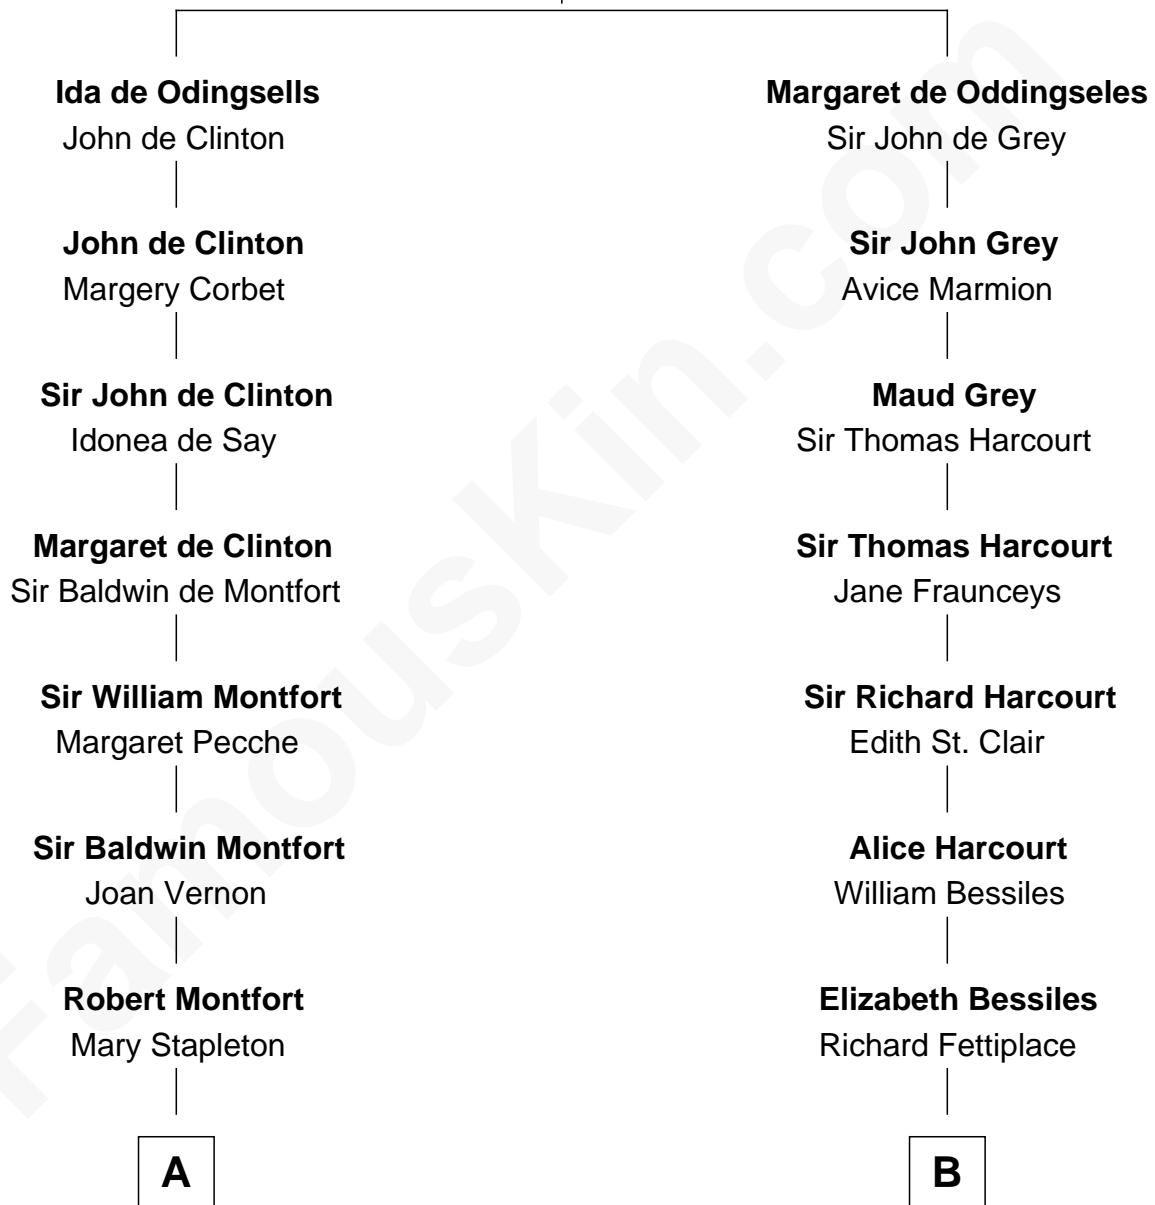 Ida de Odingsells
John de Clinton
John de Clinton
Margery Corbet
Sir John de Clinton
Idonea de Say
Margaret de Clinton
Sir Baldwin de Montfort
Sir William Montfort
Margaret Pecche
Sir Baldwin Montfort
Joan Vernon
Robert Montfort
Mary Stapleton
A
Margaret de Oddingseles
Sir John de Grey
Sir John Grey
Avice Marmion
Maud Grey
Sir Thomas Harcourt
Sir Thomas Harcourt
Jane Fraunceys
Sir Richard Harcourt
Edith St. Clair
Alice Harcourt
William Bessiles
Elizabeth Bessiles
Richard Fettiplace
B
FamousKin.com